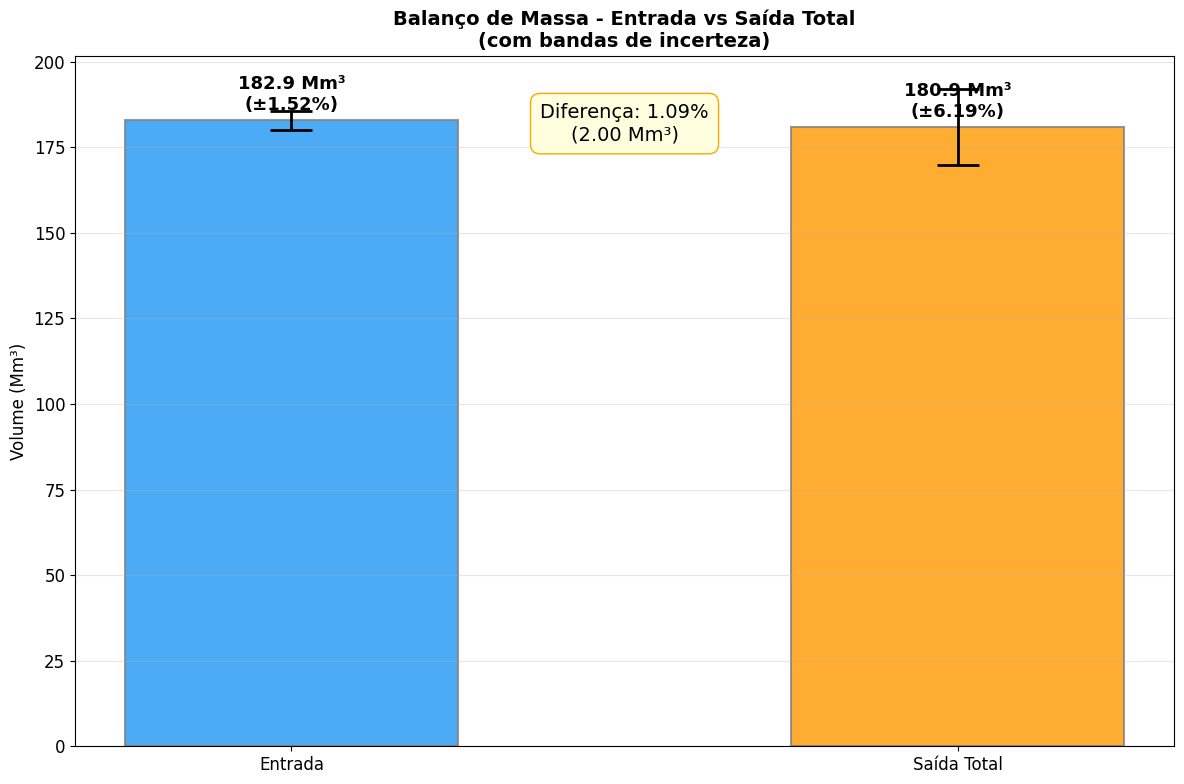 Balanço de Massa - Entrada vs Saída Total
(com bandas de incerteza)
Volume (Mm³)
200
175
150
125
100
75
50
25
0
182.9 Mm³
(±1.52%)
Diferença: 1.09%
(2.00 Mm³)
180.9 Mm³
(±6.19%)
Entrada
Saída Total